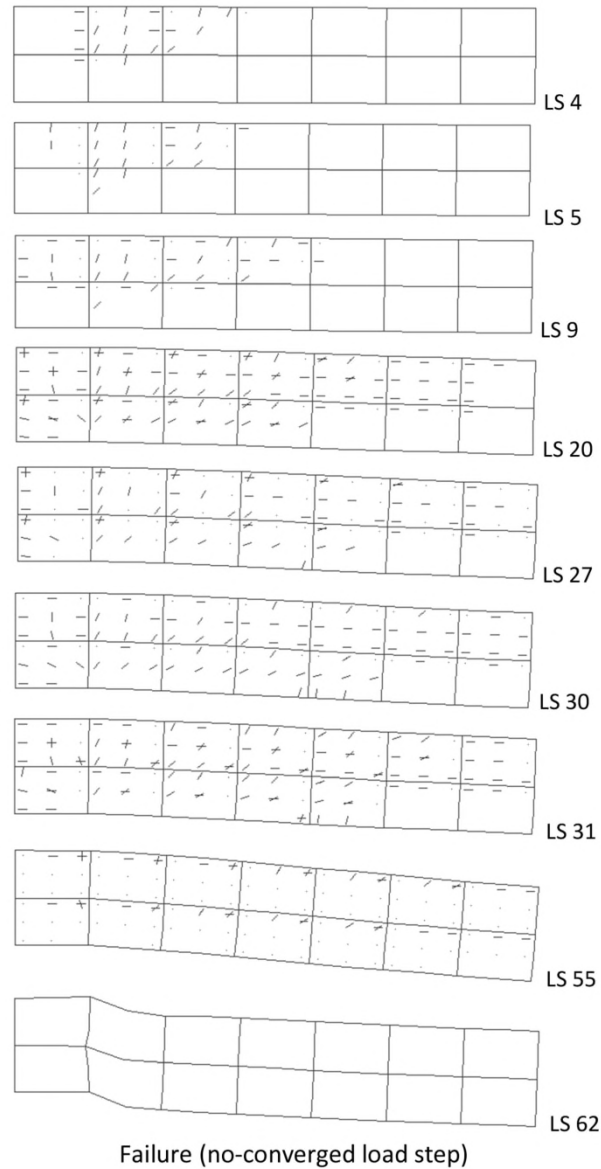 LS 4
LS 5
LS 9
LS 20
LS 27
LS 30
LS 31
LS 55
LS 62
Failure (no-converged load step)